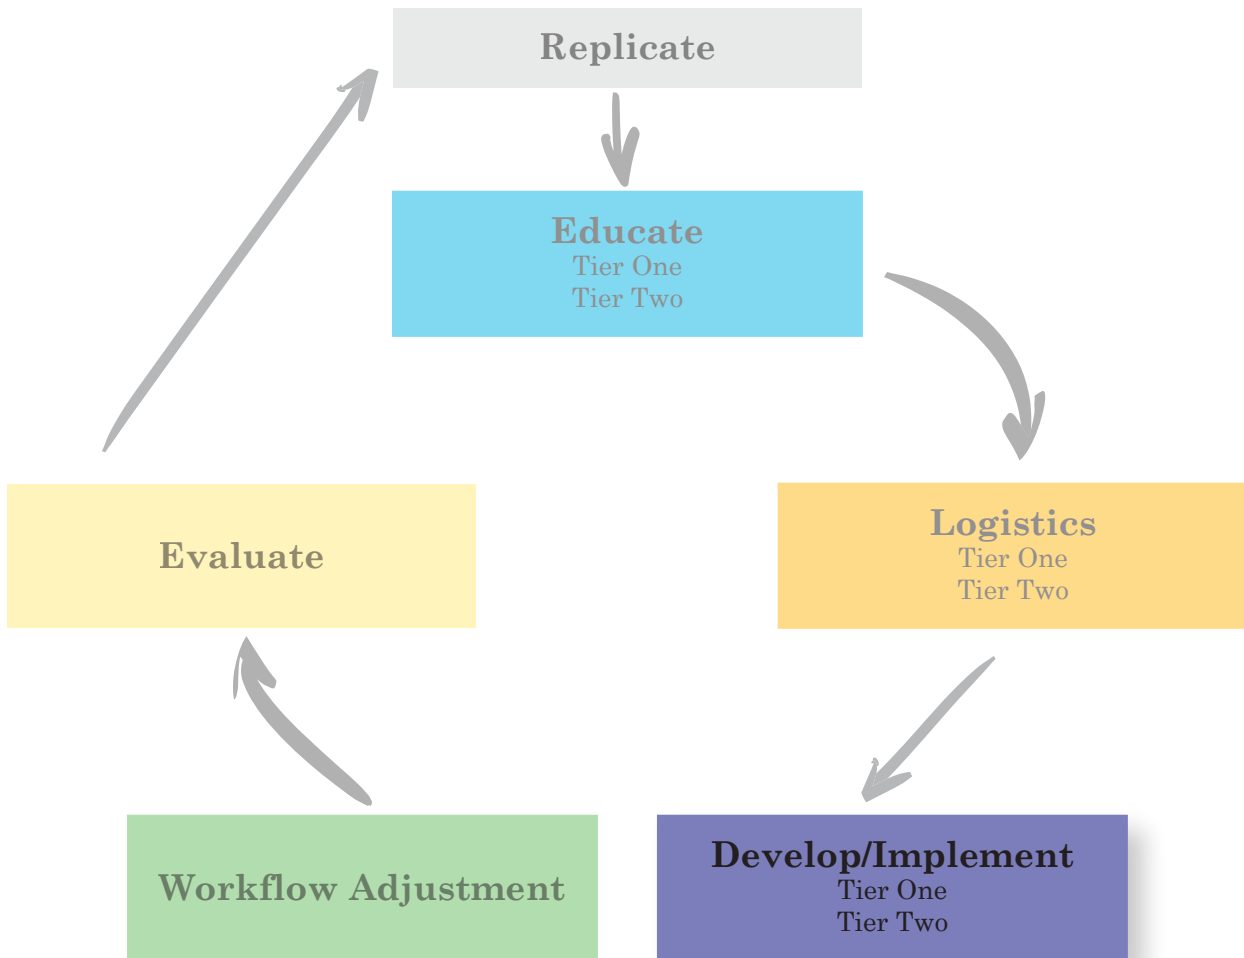 Replicate
Educate
Tier One
Tier Two
Logistics
Tier One
Tier Two
Evaluate
Develop/Implement
Tier One
Tier Two
Workflow Adjustment